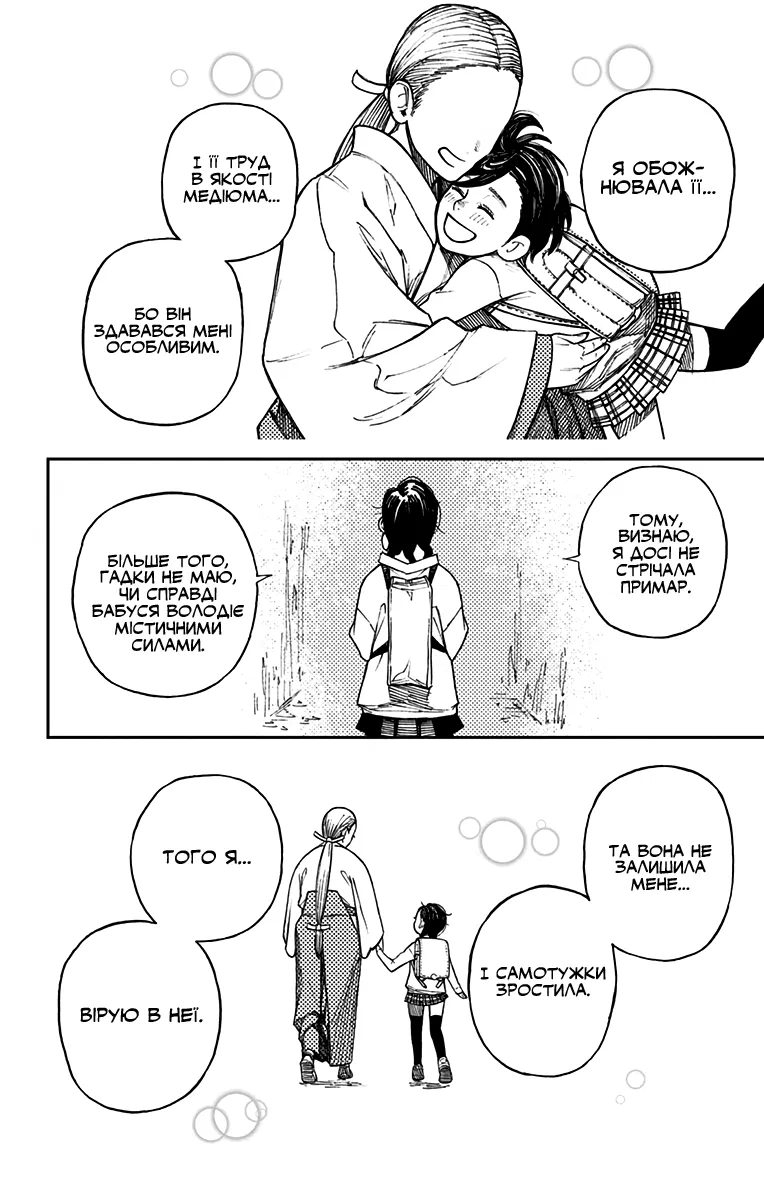 Я ОБОЖ-
НЮВАЛА ЇЇ...
І ЇЇ ТРУД
В ЯКОСТІ
МЕДІЮМА...
БО ВІН
ЗДАВАВСЯ МЕНІ
ОСОБЛИВИМ.
ТОМУ,
ВИЗНАЮ,
Я ДОСІ НЕ
СТРІЧАЛА
ПРИМАР.
БІЛЬШЕ ТОГО,
ГАДКИ НЕ МАЮ,
ЧИ СПРАВДІ
БАБУСЯ ВОЛОДІЄ
МІСТИЧНИМИ
СИЛАМИ.
ТА ВОНА НЕ
ЗАЛИШИЛА
МЕНЕ...
І САМОТУЖКИ
ЗРОСТИЛА.
ТОГО Я...
ВІРУЮ В НЕЇ.